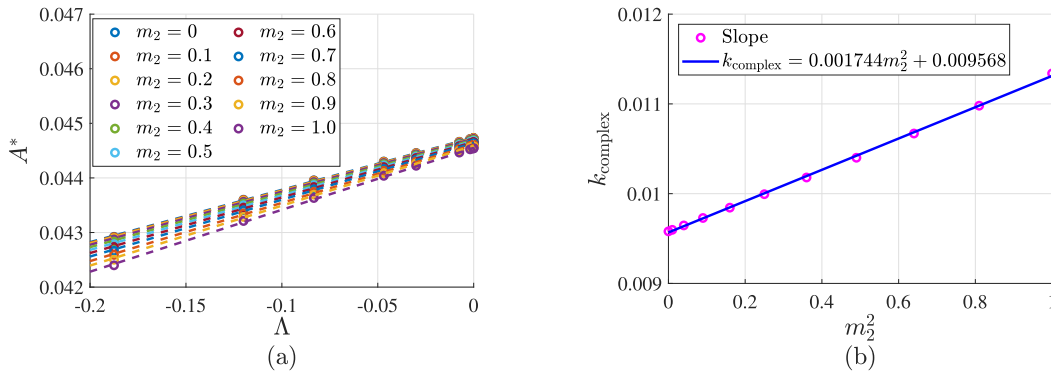 0.047
0.046
0.045
0.044
0.043
0.042
A*
m₂ = 0
m₂ = 0.1
m₂ = 0.2
m₂ = 0.3
m₂ = 0.4
m₂ = 0.5
m₂ = 0.6
m₂ = 0.7
m₂ = 0.8
m₂ = 0.9
m₂ = 1.0
-0.2 -0.15 -0.1 -0.05 0
Λ
(a)
0.012
0.011
0.01
0.009
k_complex
Slope
k_complex = 0.001744m₂² + 0.009568
0 0.2 0.4 0.6 0.8 1
m₂²
(b)